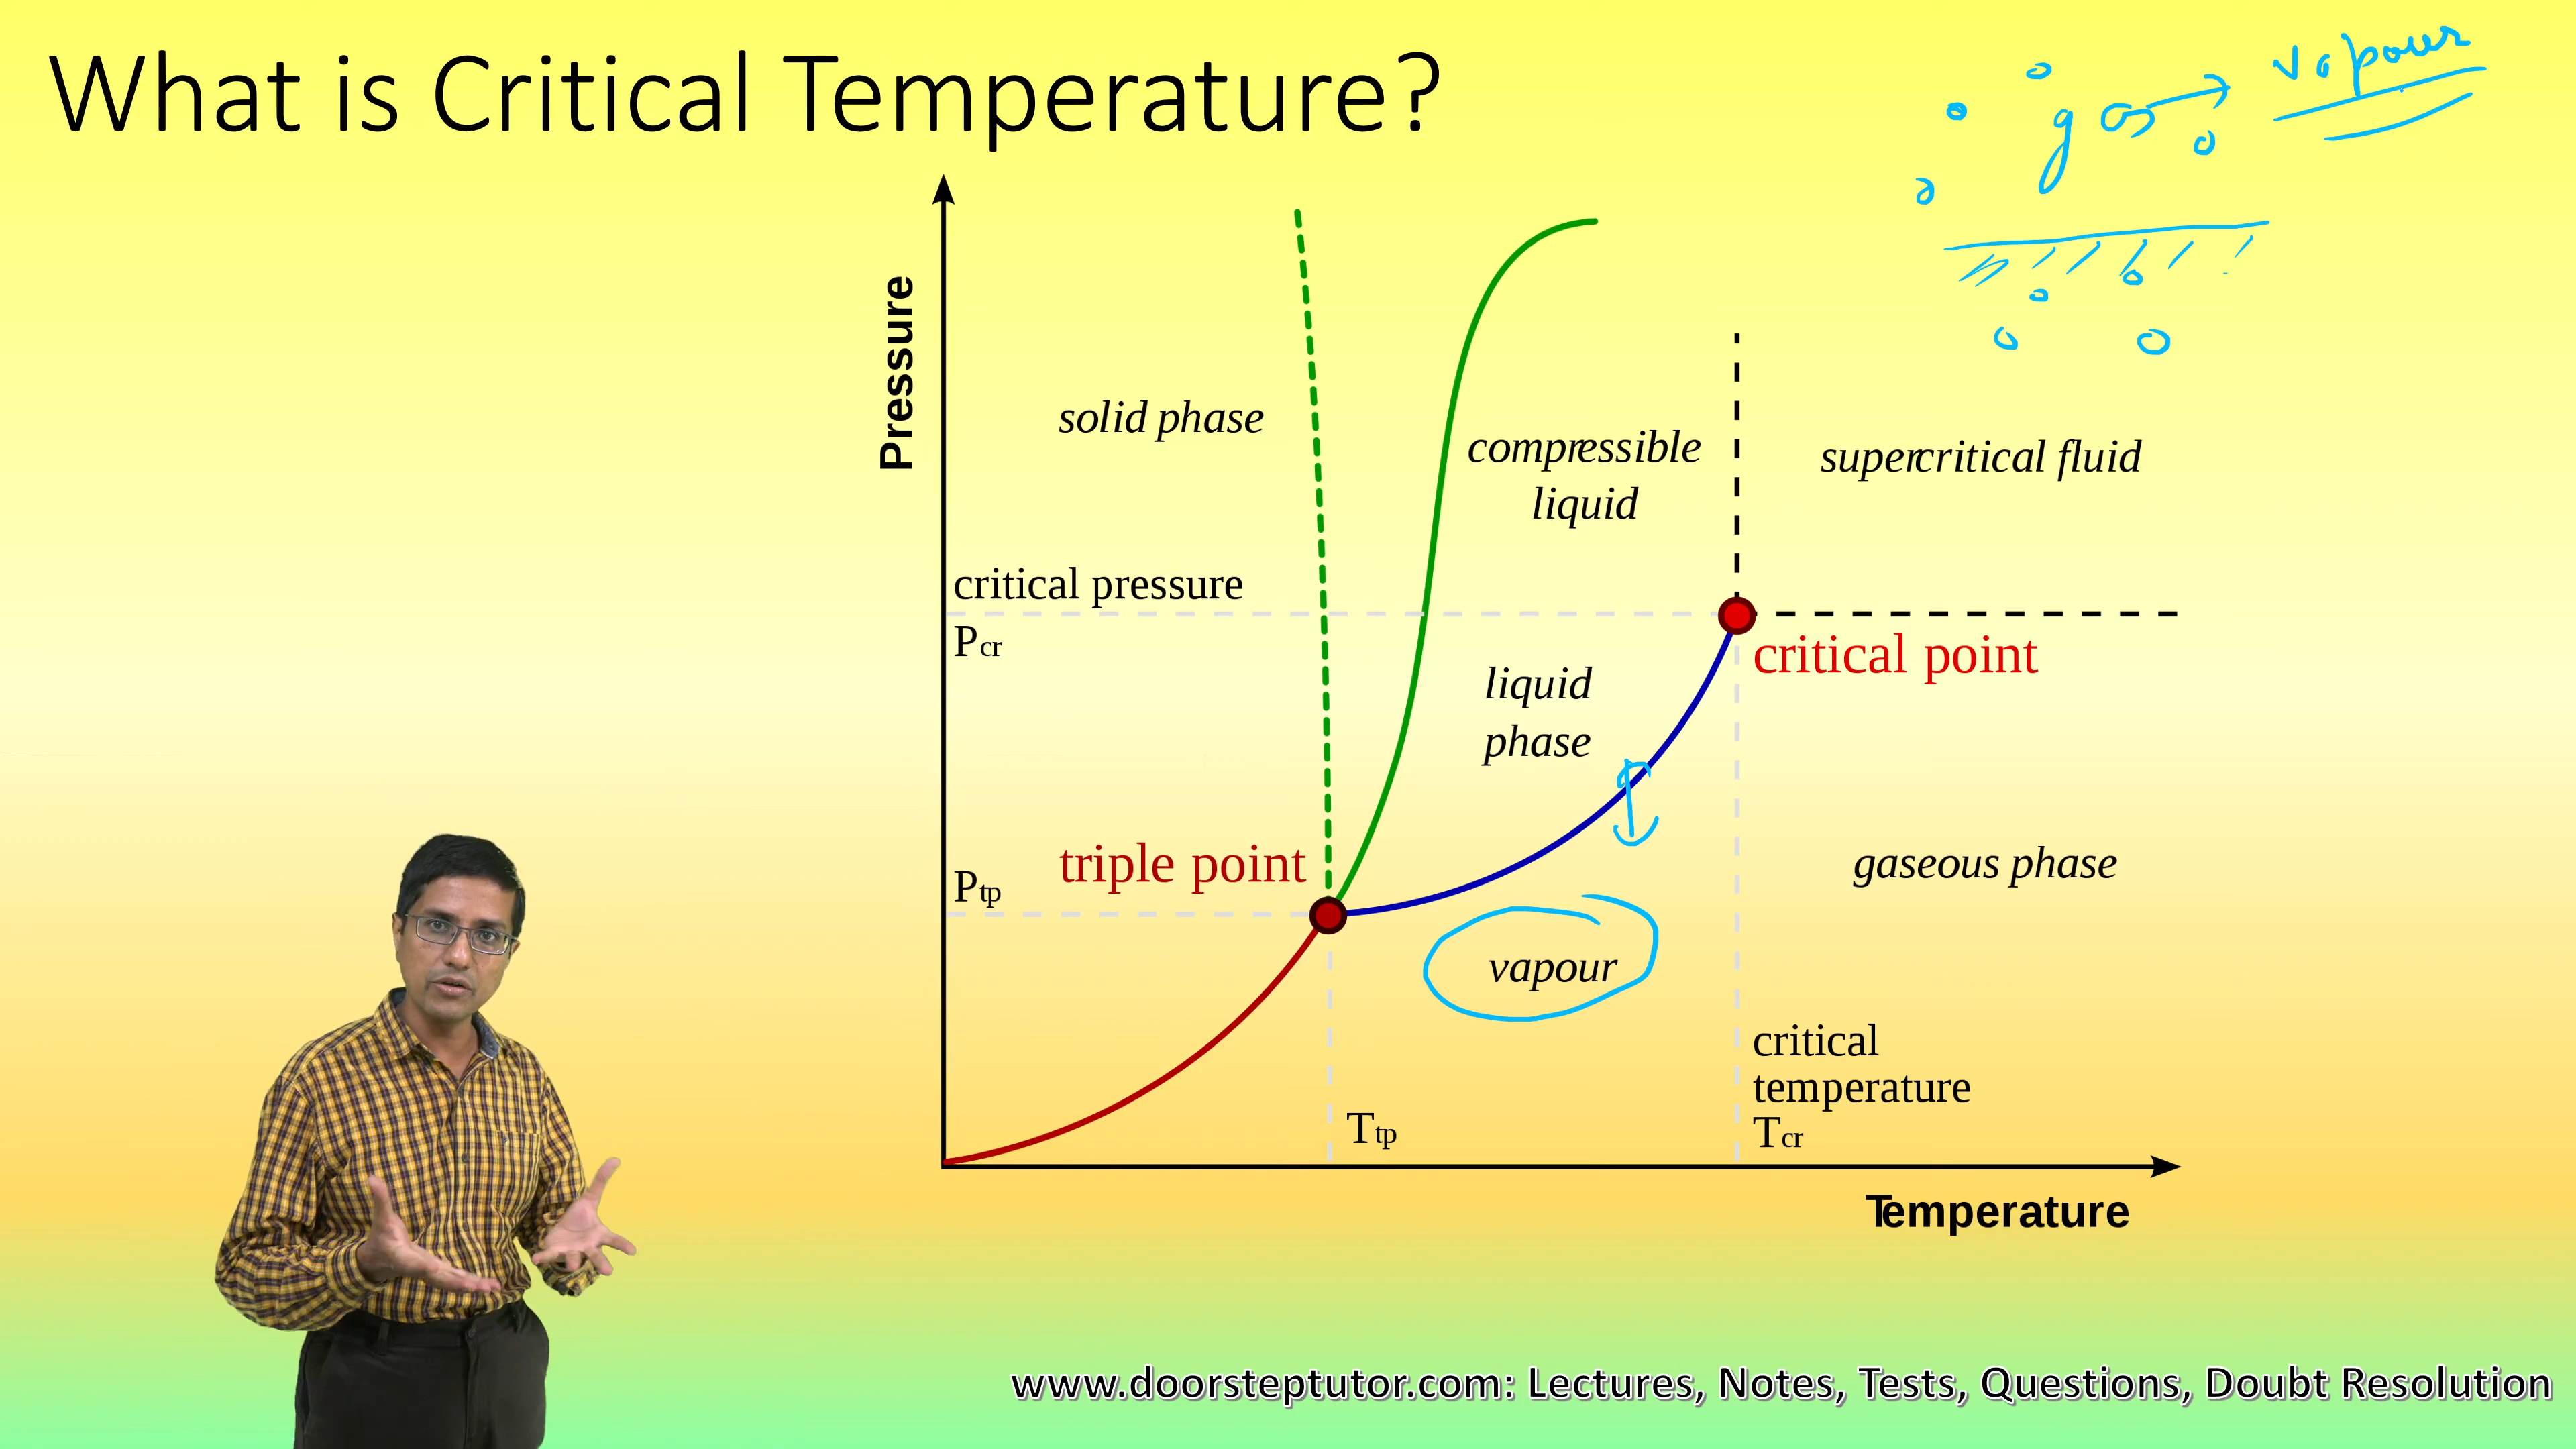 What is Critical Temperature?
vapour
gas
Pressure
solid phase
compressible
liquid
supercritical fluid
critical pressure
Pcr
critical point
liquid
phase
triple point
Ptp
gaseous phase
vapour
critical
temperature
Tcr
Ttp
Temperature
www.doorsteptutor.com: Lectures, Notes, Tests, Questions, Doubt Resolution